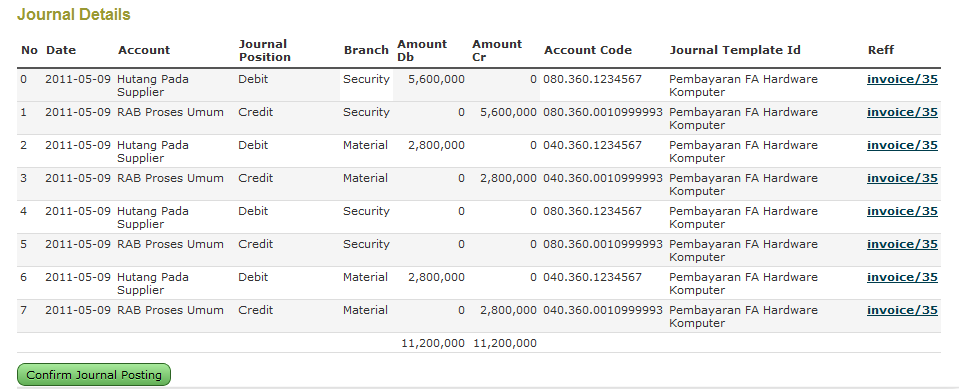 Journal Details
No Date Account Journal Position Branch Amount Db Amount Cr Account Code Journal Template Id Reff
0 2011-05-09 Hutang Pada Supplier Debit Security 5,600,000 0 080.360.1234567 Pembayaran FA Hardware Komputer invoice/35
1 2011-05-09 RAB Proses Umum Credit Security 0 5,600,000 080.360.0010999993 Pembayaran FA Hardware Komputer invoice/35
2 2011-05-09 Hutang Pada Supplier Debit Material 2,800,000 0 040.360.1234567 Pembayaran FA Hardware Komputer invoice/35
3 2011-05-09 RAB Proses Umum Credit Material 0 2,800,000 040.360.0010999993 Pembayaran FA Hardware Komputer invoice/35
4 2011-05-09 Hutang Pada Supplier Debit Security 0 0 080.360.1234567 Pembayaran FA Hardware Komputer invoice/35
5 2011-05-09 RAB Proses Umum Credit Security 0 0 080.360.0010999993 Pembayaran FA Hardware Komputer invoice/35
6 2011-05-09 Hutang Pada Supplier Debit Material 2,800,000 0 040.360.1234567 Pembayaran FA Hardware Komputer invoice/35
7 2011-05-09 RAB Proses Umum Credit Material 0 2,800,000 040.360.0010999993 Pembayaran FA Hardware Komputer invoice/35
11,200,000 11,200,000
Confirm Journal Posting